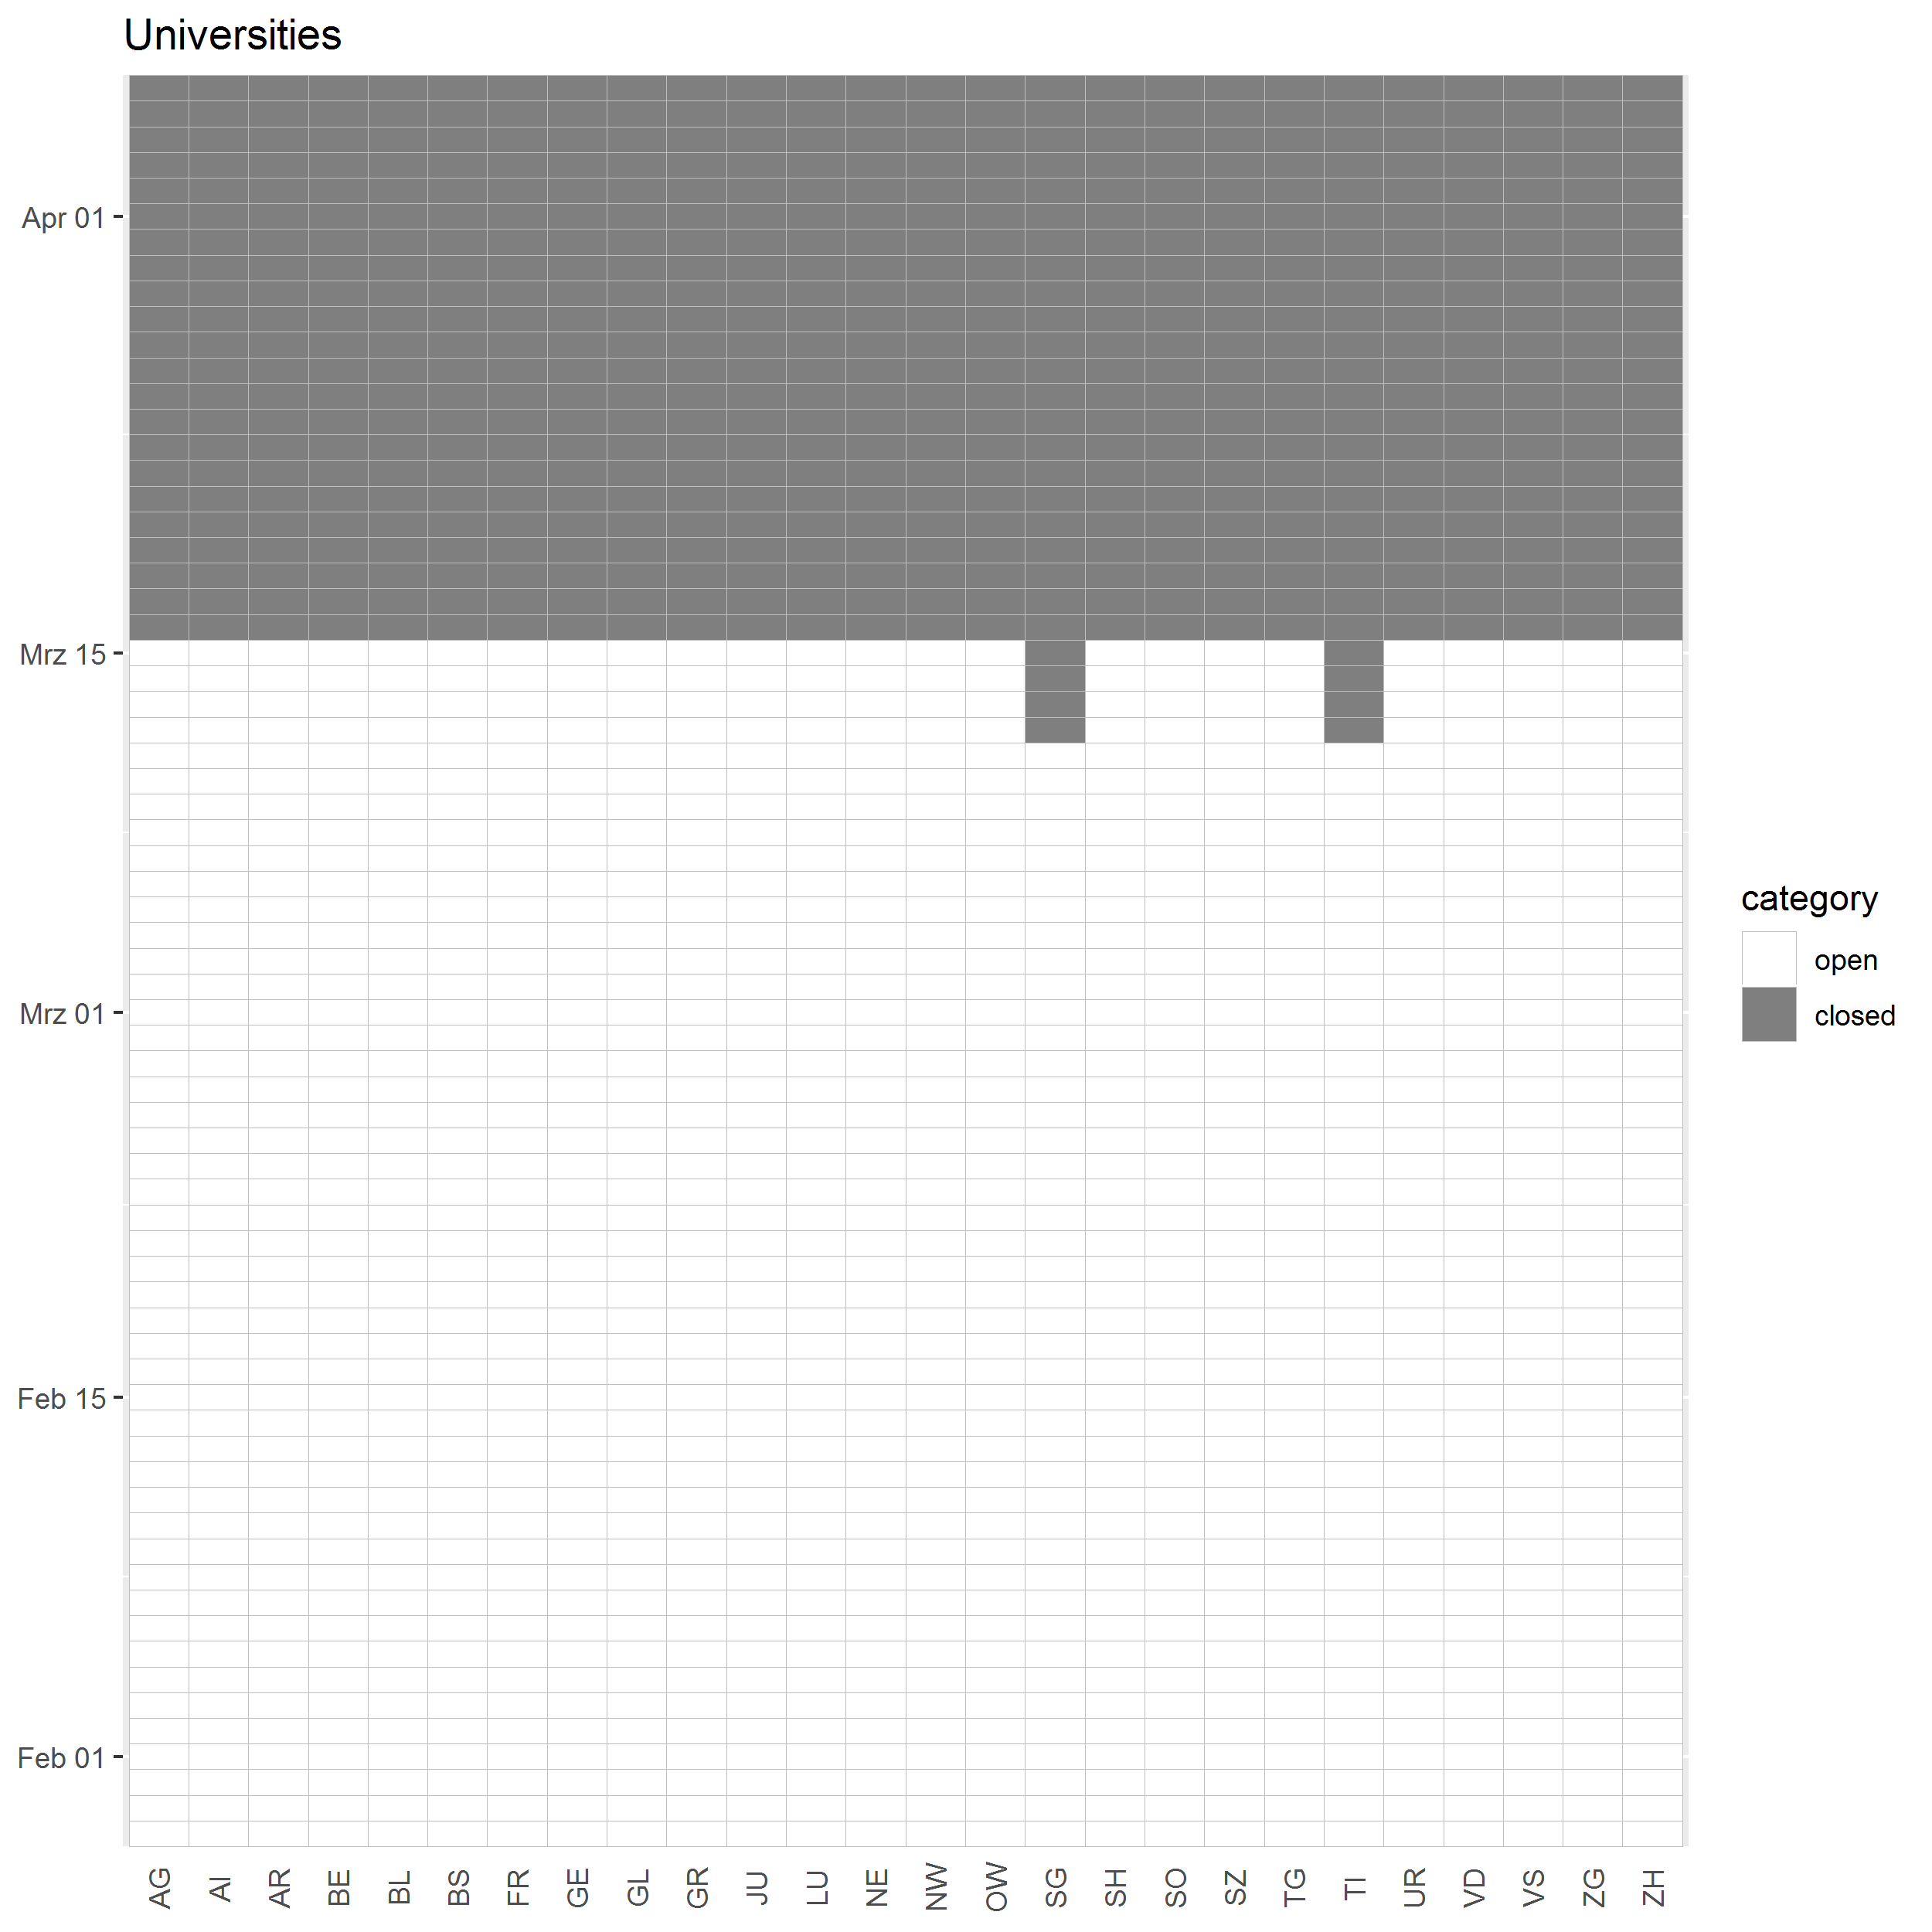 Universities
Apr 01
Mrz 15
Mrz 01
Feb 15
Feb 01
AG AI AR BE BL BS FR GE GL GR JU LU NE NW OW SG SH SO SZ TG TI UR VD VS ZG ZH
category
open
closed